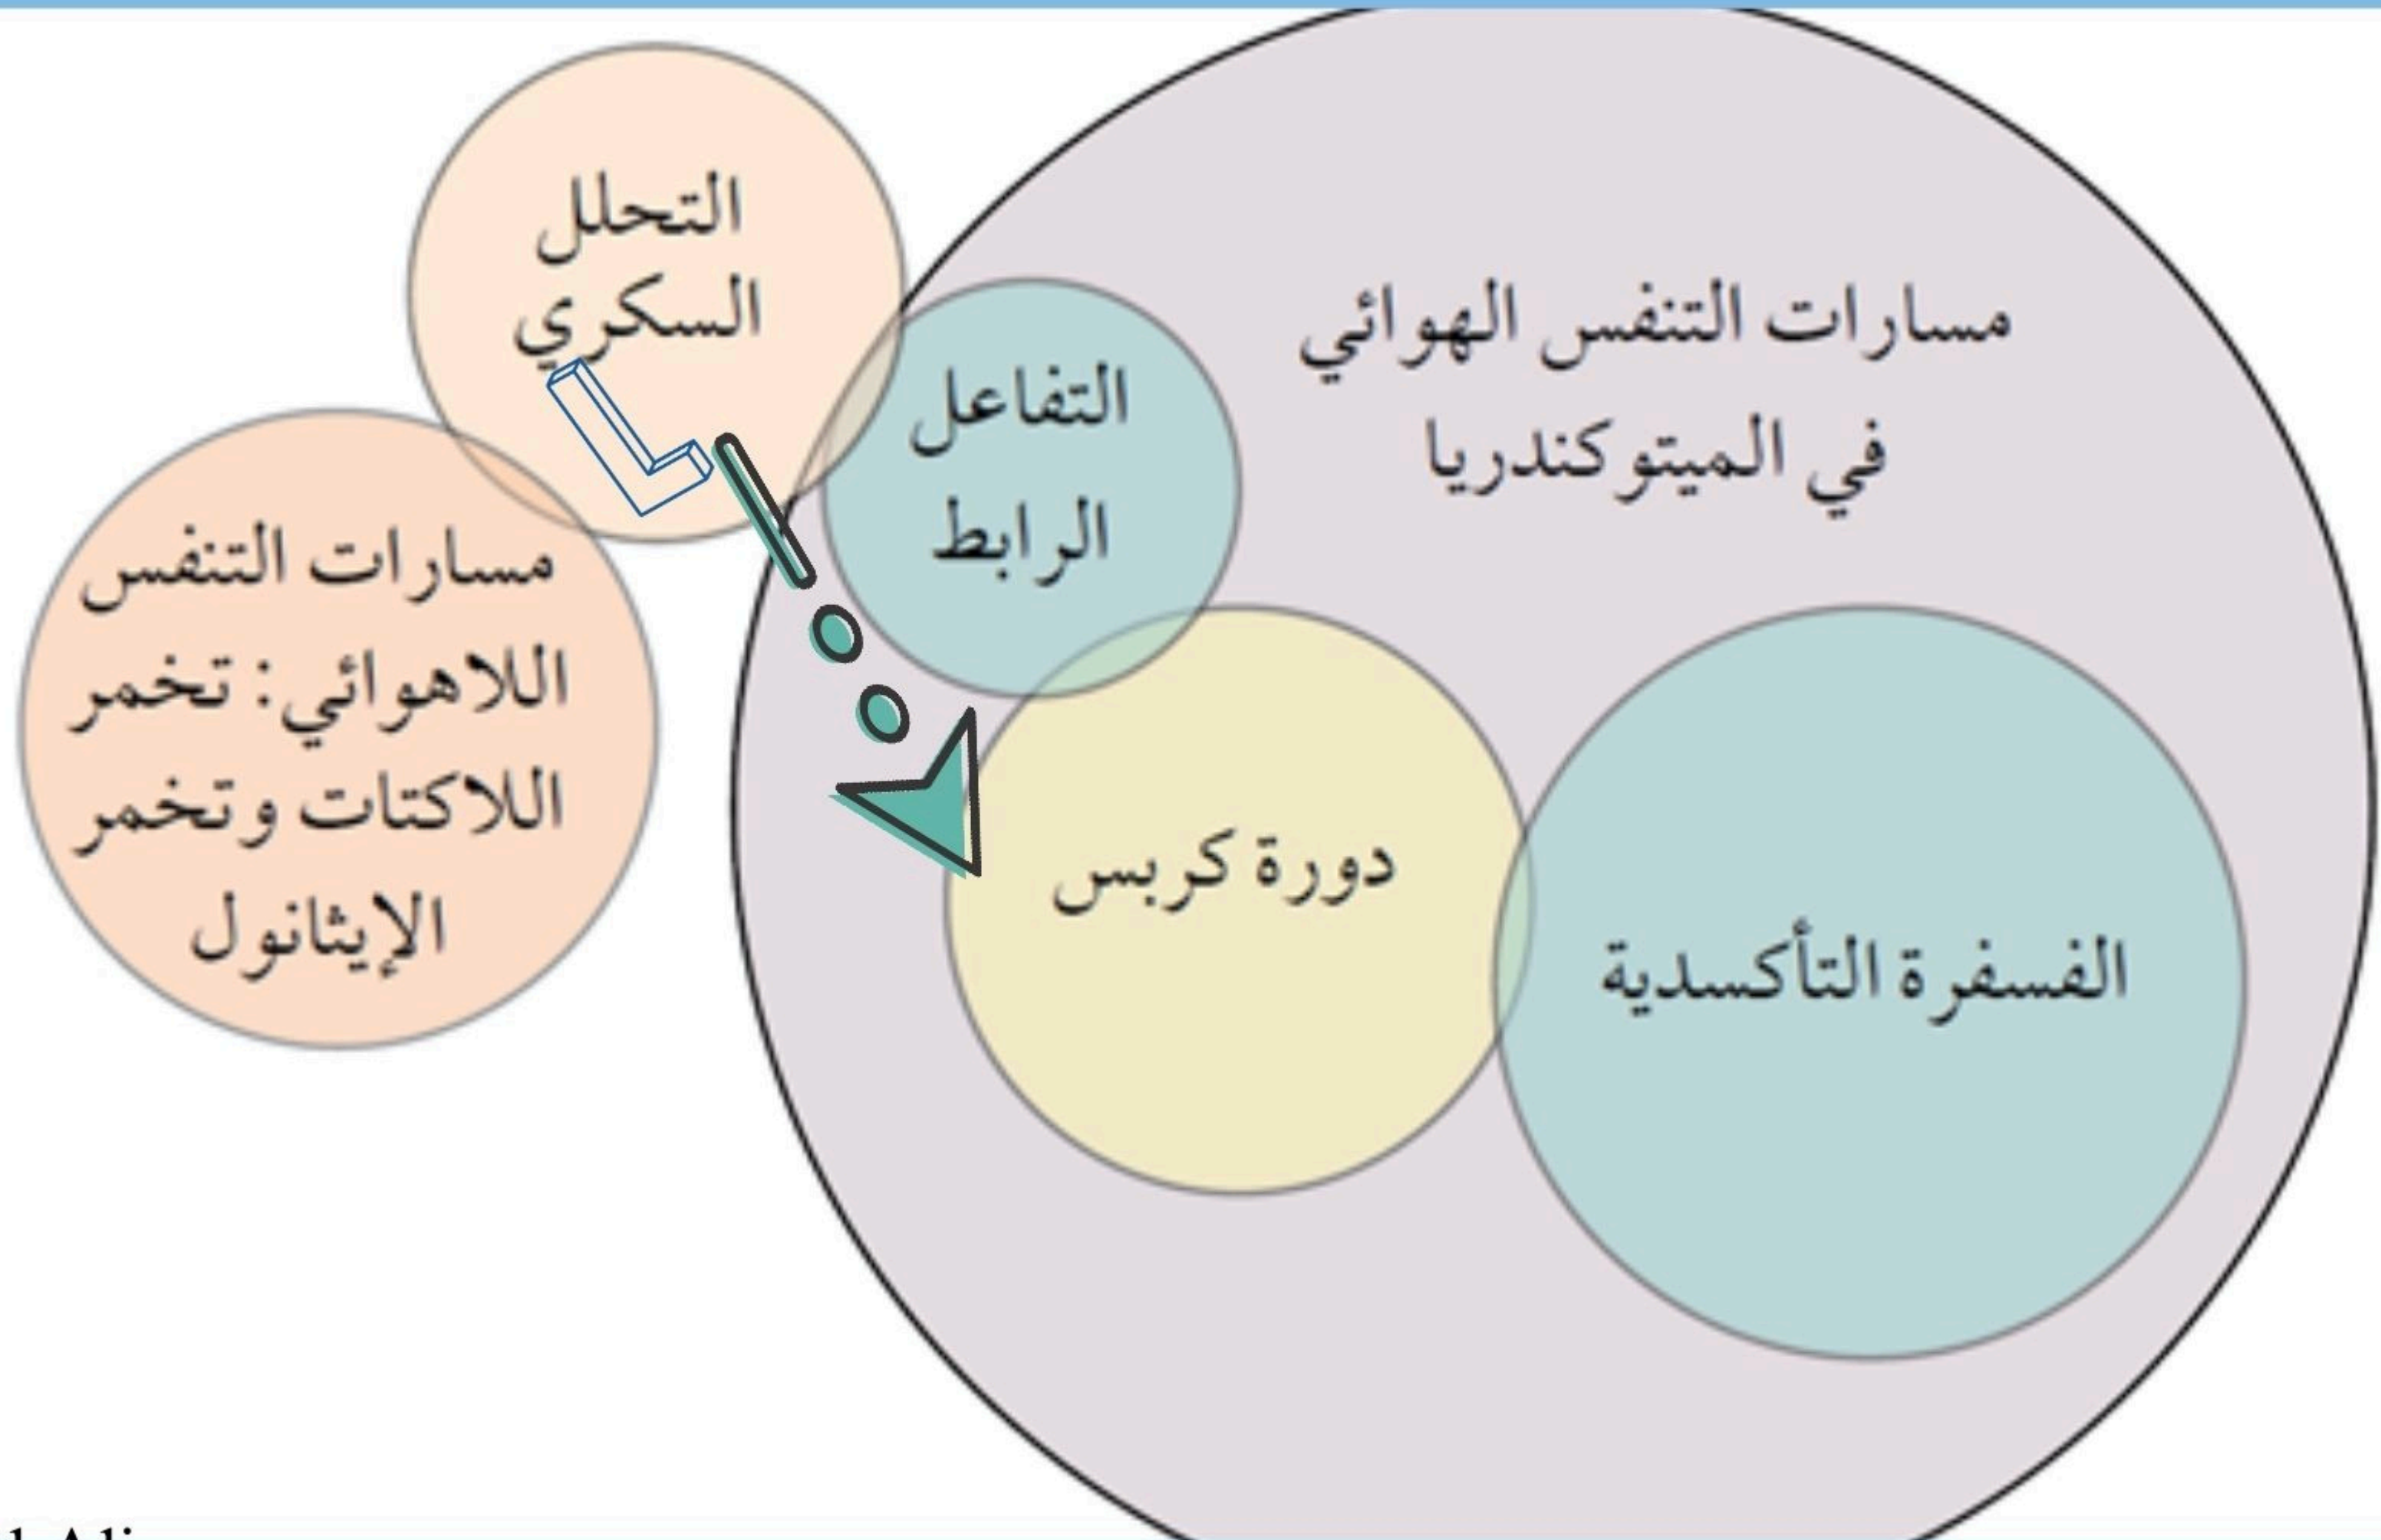 التحلل
السكري
مسارات التنفس الهوائي
في الميتوكندريا
التفاعل
الرابط
مسارات التنفس
اللاهوائي: تخمر
اللاكتات وتخمر
الإيثانول
دورة كربس
الفسفرة التأكسدية
L